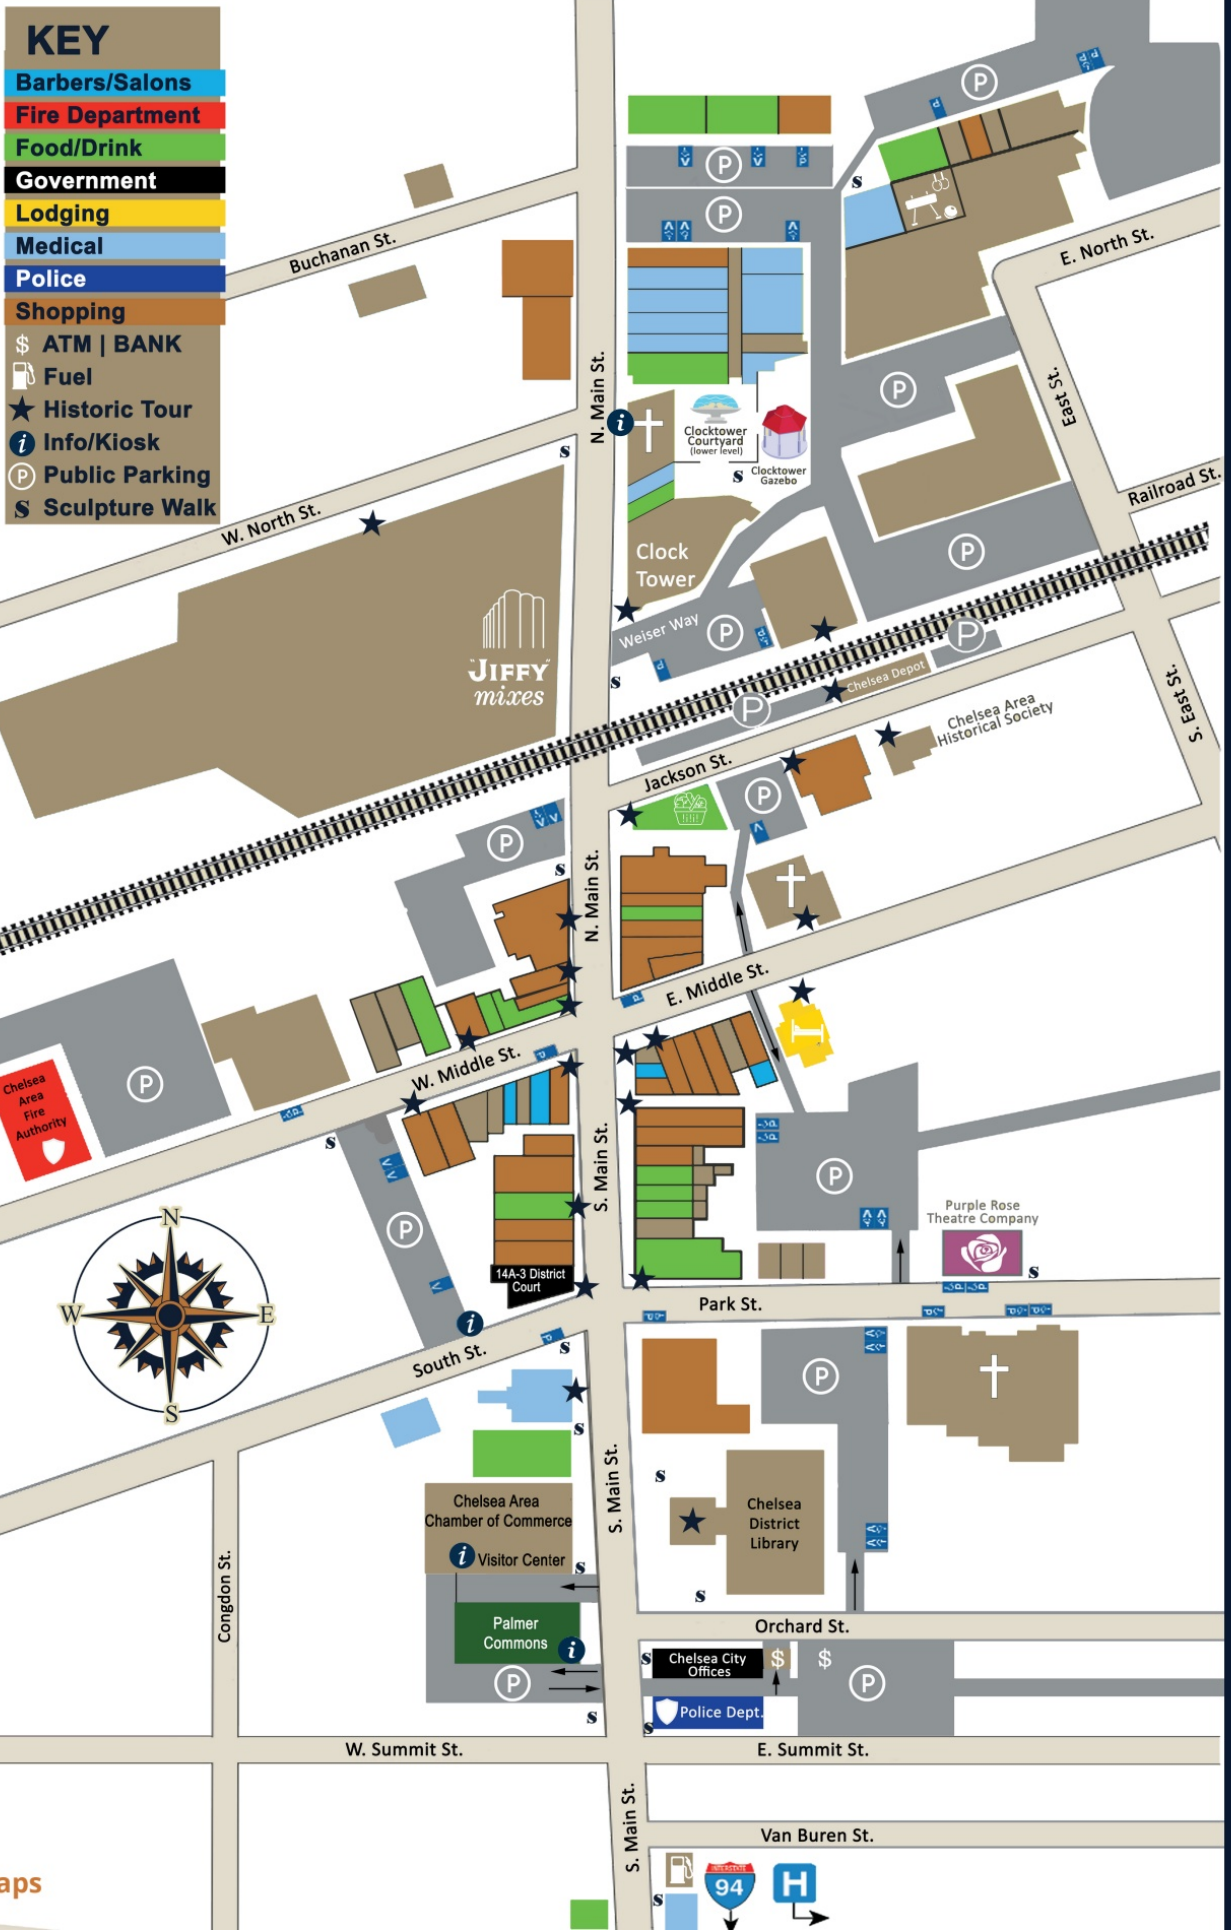 KEY
Barbers/Salons
Fire Department
Food/Drink
Government
Lodging
Medical
Police
Shopping
$ ATM | BANK
Fuel
Historic Tour
i Info/Kiosk
P Public Parking
S Sculpture Walk
P
P
P
S
Buchanan St.
E. North St.
N. Main St.
East St.
P
i
Clocktower
Courtyard
(lower level)
Clocktower
Gazebo
S
S
W. North St.
Railroad St.
Clock
Tower
P
"JIFFY"
mixes
Weiser Way
P
P
S
Chelsea Depot
P
Chelsea Area
Historical Society
S. East St.
Jackson St.
P
P
S
N. Main St.
E. Middle St.
W. Middle St.
Chelsea
Area
Fire
Authority
P
S
S. Main St.
P
P
N
W
E
S
14A-3 District
Court
Purple Rose
Theatre Company
S
Park St.
i
South St.
S
P
S
S. Main St.
S
Chelsea Area
Chamber of Commerce
i Visitor Center
S
Chelsea
District
Library
S
Congdon St.
Palmer
Commons
i
P
S
Orchard St.
S
Chelsea City
Offices
$
$
P
Police Dept.
S
W. Summit St.
E. Summit St.
S. Main St.
Van Buren St.
INTERSTATE
94
H
S
aps